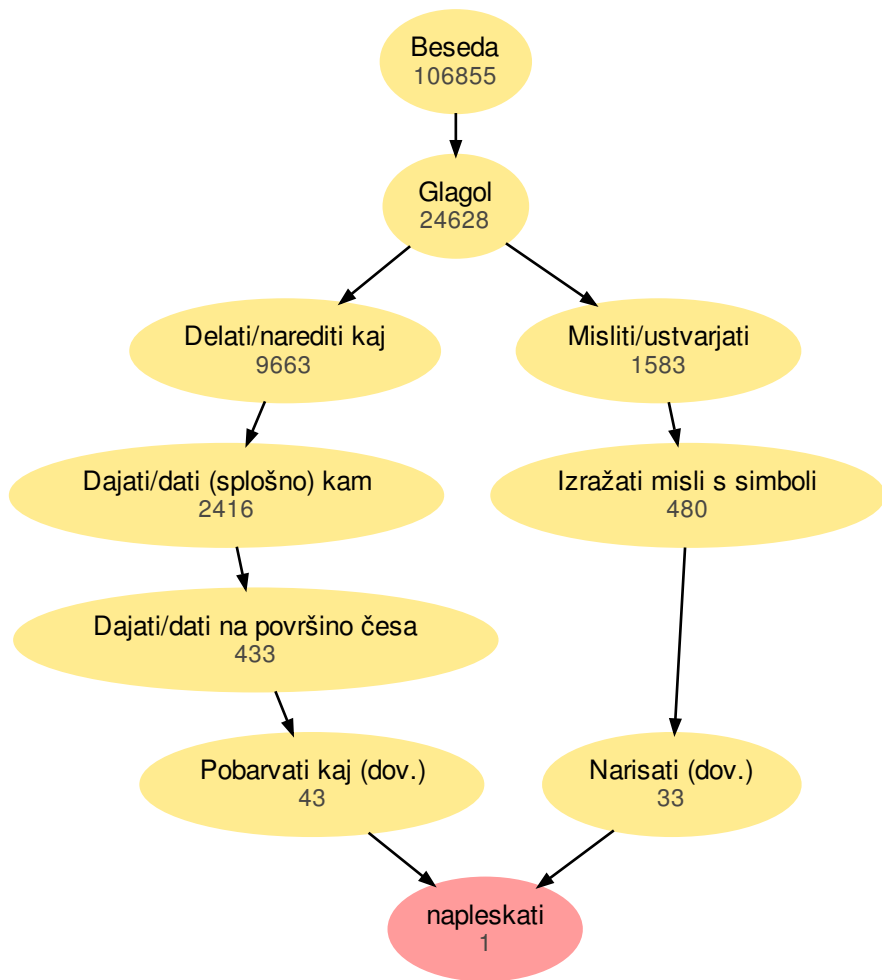 Beseda
106855
Glagol
24628
Delati/narediti kaj
9663
Misliti/ustvarjati
1583
Dajati/dati (splošno) kam
2416
Izražati misli s simboli
480
Dajati/dati na površino česa
433
Pobarvati kaj (dov.)
43
Narisati (dov.)
33
napleskati
1